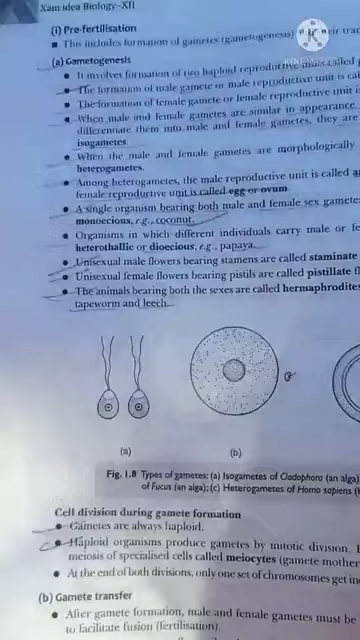 Xam idea Biology–XII
(i) Pre-fertilisation
▪ This includes formation of gametes (gametogenesis)
(a) Gametogenesis
• It involves formation of two haploid reproductive units called
• The formation of male gamete or male reproductive unit is
• The formation of female gamete or female reproductive unit is
• When male and female gametes are similar in appearance
differentiate them into male and female gametes, they are
isogametes.
• When the male and female gametes are morphologically
heterogametes.
• Among heterogametes, the male reproductive unit is called
female reproductive unit is called egg or ovum.
• A single organism bearing both male and female sex
monoecious, e.g., coconut.
• Organisms in which different individuals carry male or
heterothallic or dioecious, e.g., papaya.
• Unisexual male flowers bearing stamens are called staminate
• Unisexual female flowers bearing pistils are called pistillate
• The animals bearing both the sexes are called hermaphrodites
tapeworm and leech...
(a) (b)
Fig. 1.8 Types of gametes: (a) Isogametes of Cladophora (an alga)
of Fucus (an alga); (c) Heterogametes of Homo sapiens
Cell division during gamete formation
• Gametes are always haploid.
• Haploid organisms produce gametes by mitotic division.
meiosis of specialised cells called meiocytes (gamete mother
• At the end of both divisions, only one set of chromosomes get
(b) Gamete transfer
• After gamete formation, male and female gametes must be
to facilitate fusion (fertilisation).